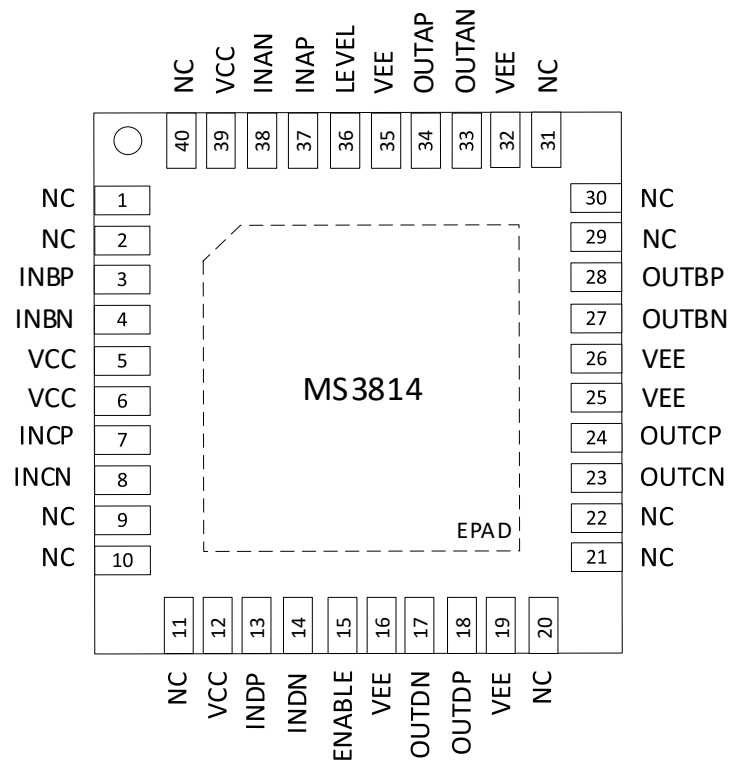 NC VCC INAN INAP LEVEL VEE OUTAP OUTAN VEE NC
40 39 38 37 36 35 34 33 32 31
NC 1 30 NC
NC 2 29 NC
INBP 3 28 OUTBP
INBN 4 27 OUTBN
VCC 5 26 VEE
VCC 6 25 VEE
MS3814
INCP 7 24 OUTCP
INCN 8 23 OUTCN
NC 9 22 NC
EPAD
NC 10 21 NC
11 12 13 14 15 16 17 18 19 20
NC VCC INDP INDN ENABLE VEE OUTDN OUTDP VEE NC